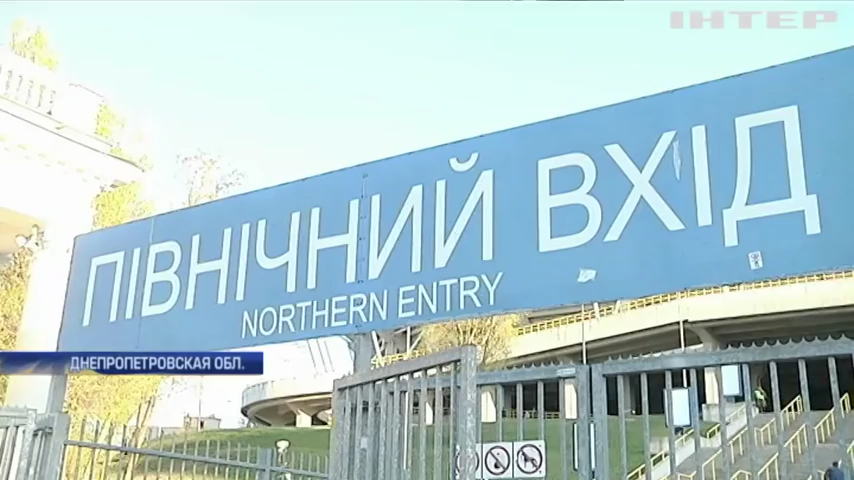 ІНТЕР
ПІВНІЧНИЙ ВХІД
NORTHERN ENTRY
ДНЕПРОПЕТРОВСКАЯ ОБЛ.